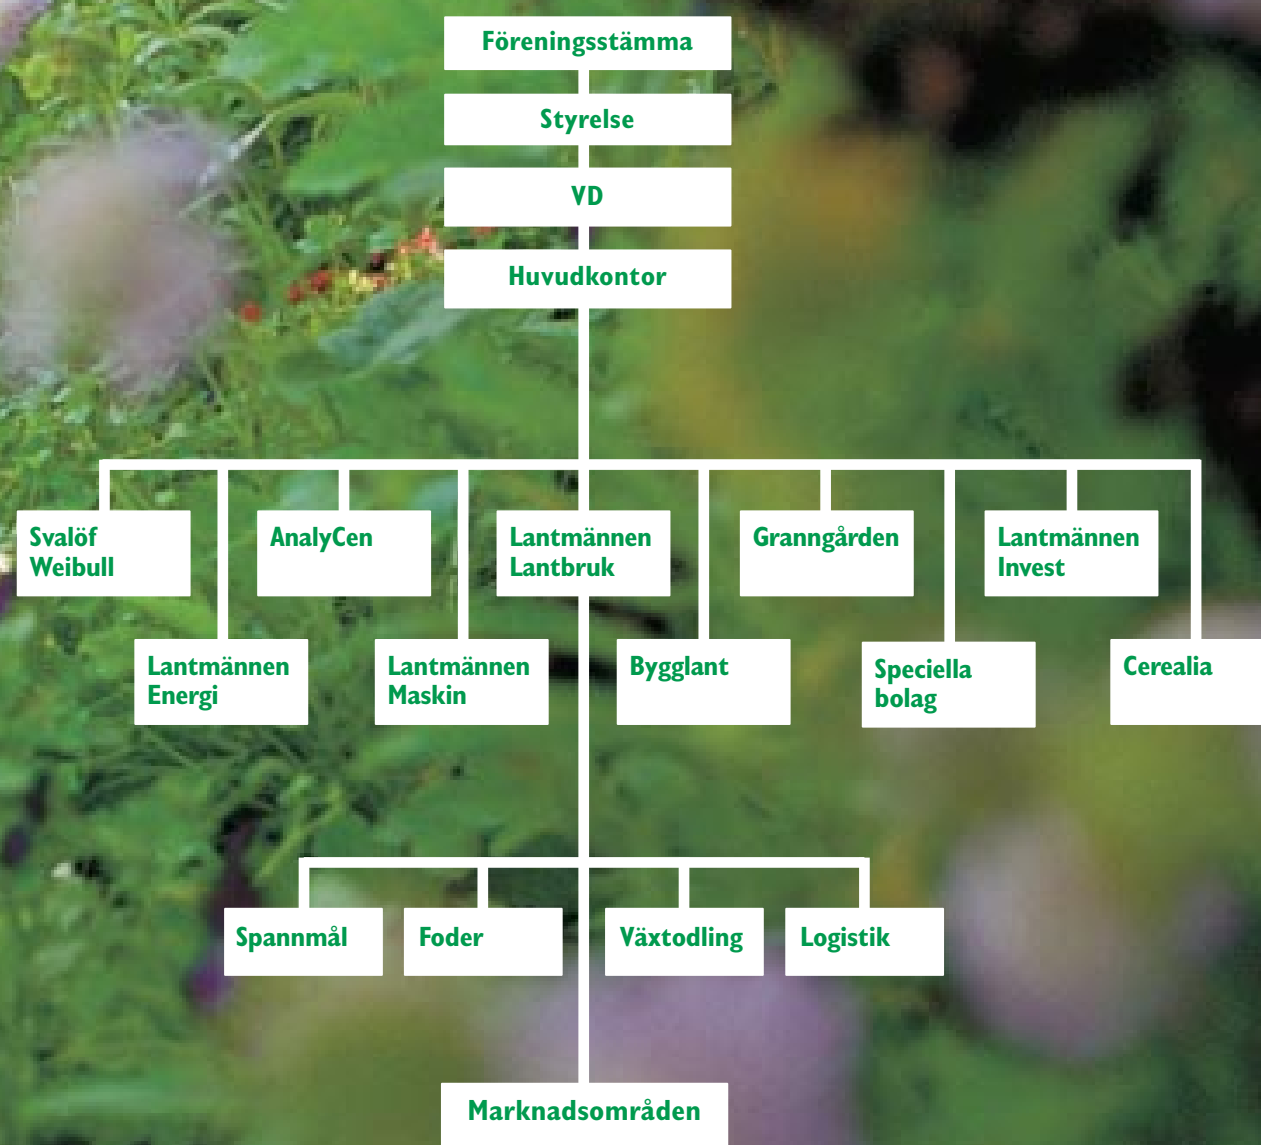 Föreningsstämma
Styrelse
VD
Huvudkontor
Svalöf
Weibull
AnalyCen
Lantmännen
Lantbruk
Granngården
Lantmännen
Invest
Lantmännen
Energi
Lantmännen
Maskin
Bygglant
Speciella
bolag
Cerealia
Spannmål
Foder
Växtodling
Logistik
Marknadsområden